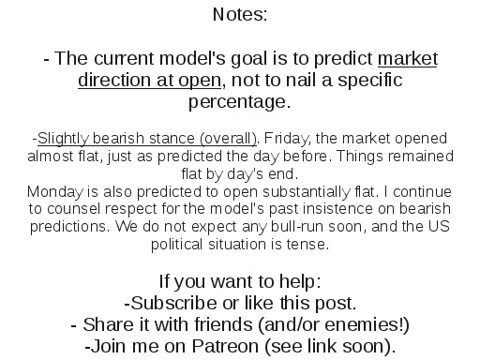 Notes:
- The current model's goal is to predict market
direction at open, not to nail a specific
percentage.
-Slightly bearish stance (overall). Friday, the market opened
almost flat, just as predicted the day before. Things remained
flat by day's end.
Monday is also predicted to open substantially flat. I continue
to counsel respect for the model's past insistence on bearish
predictions. We do not expect any bull-run soon, and the US
political situation is tense.
If you want to help:
-Subscribe or like this post.
- Share it with friends (and/or enemies!)
-Join me on Patreon (see link soon).